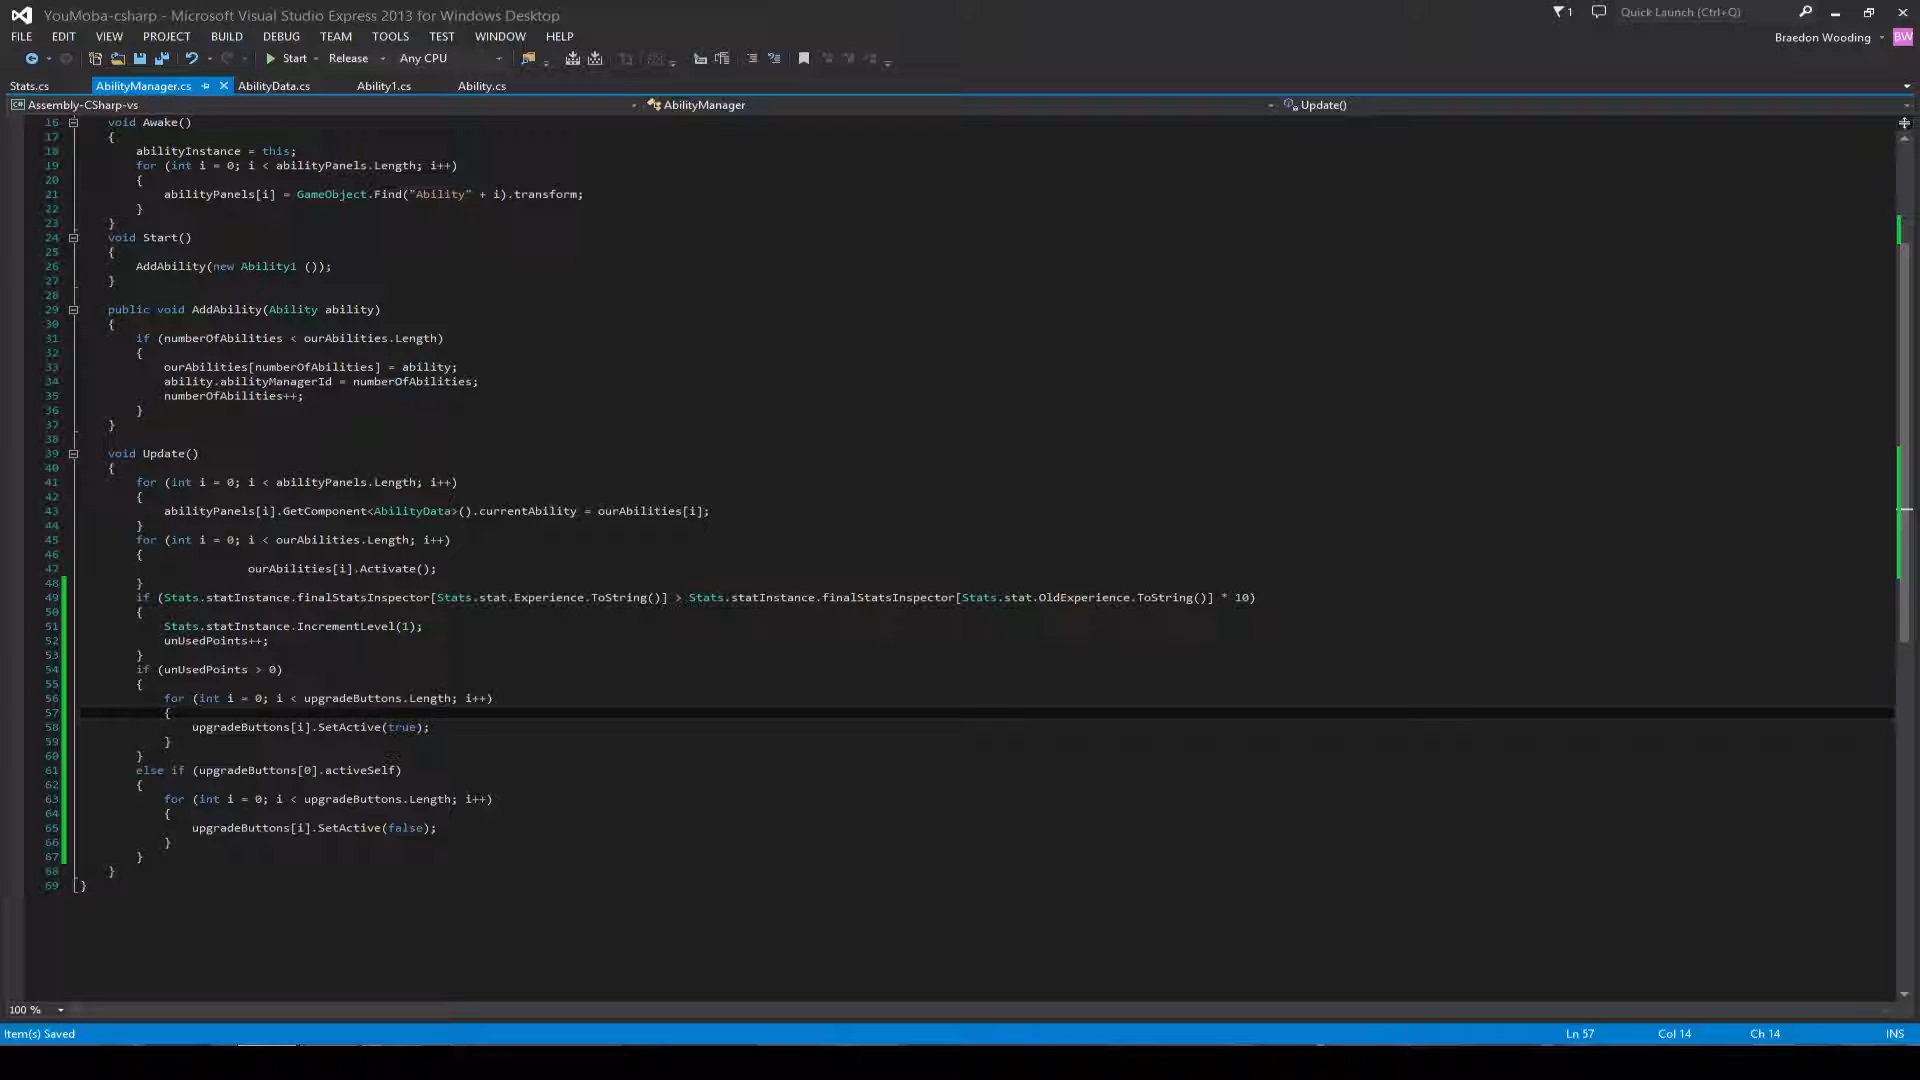 YouMoba-csharp - Microsoft Visual Studio Express 2013 for Windows Desktop
1
Quick Launch (Ctrl+Q)
FILE EDIT VIEW PROJECT BUILD DEBUG TEAM TOOLS TEST WINDOW HELP
Braedon Wooding
BW
Start Release Any CPU
Stats.cs AbilityManager.cs AbilityData.cs Ability1.cs Ability.cs
Assembly-CSharp-vs AbilityManager Update()
16 void Awake()
17 {
18 abilityInstance = this;
19 for (int i = 0; i < abilityPanels.Length; i++)
20 {
21 abilityPanels[i] = GameObject.Find("Ability" + i).transform;
22 }
23 }
24 void Start()
25 {
26 AddAbility(new Ability1 ());
27 }
28
29 public void AddAbility(Ability ability)
30 {
31 if (numberOfAbilities < ourAbilities.Length)
32 {
33 ourAbilities[numberOfAbilities] = ability;
34 ability.abilityManagerId = numberOfAbilities;
35 numberOfAbilities++;
36 }
37 }
38
39 void Update()
40 {
41 for (int i = 0; i < abilityPanels.Length; i++)
42 {
43 abilityPanels[i].GetComponent<AbilityData>().currentAbility = ourAbilities[i];
44 }
45 for (int i = 0; i < ourAbilities.Length; i++)
46 {
47 ourAbilities[i].Activate();
48 }
49 if (Stats.statInstance.finalStatsInspector[Stats.stat.Experience.ToString()] > Stats.statInstance.finalStatsInspector[Stats.stat.OldExperience.ToString()] * 10)
50 {
51 Stats.statInstance.IncrementLevel(1);
52 unUsedPoints++;
53 }
54 if (unUsedPoints > 0)
55 {
56 for (int i = 0; i < upgradeButtons.Length; i++)
57 {
58 upgradeButtons[i].SetActive(true);
59 }
60 }
61 else if (upgradeButtons[0].activeSelf)
62 {
63 for (int i = 0; i < upgradeButtons.Length; i++)
64 {
65 upgradeButtons[i].SetActive(false);
66 }
67 }
68 }
69 }
100 %
Item(s) Saved Ln 57 Col 14 Ch 14 INS